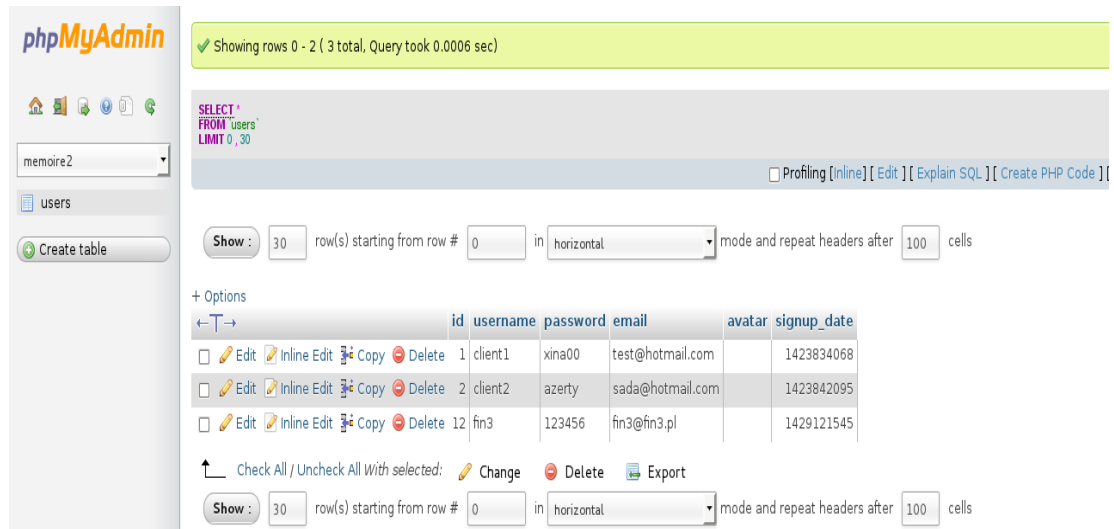 phpMyAdmin
memoire2
users
Create table
Showing rows 0 - 2 ( 3 total, Query took 0.0006 sec)
SELECT *
FROM `users`
LIMIT 0 , 30
Profiling [Inline] [ Edit ] [ Explain SQL ] [ Create PHP Code ] [
Show : 30 row(s) starting from row # 0 in horizontal mode and repeat headers after 100 cells
+ Options
←T→ id username password email avatar signup_date
Edit Inline Edit Copy Delete 1 client1 xina00 test@hotmail.com 1423834068
Edit Inline Edit Copy Delete 2 client2 azerty sada@hotmail.com 1423842095
Edit Inline Edit Copy Delete 12 fin3 123456 fin3@fin3.pl 1429121545
Check All / Uncheck All With selected: Change Delete Export
Show : 30 row(s) starting from row # 0 in horizontal mode and repeat headers after 100 cells